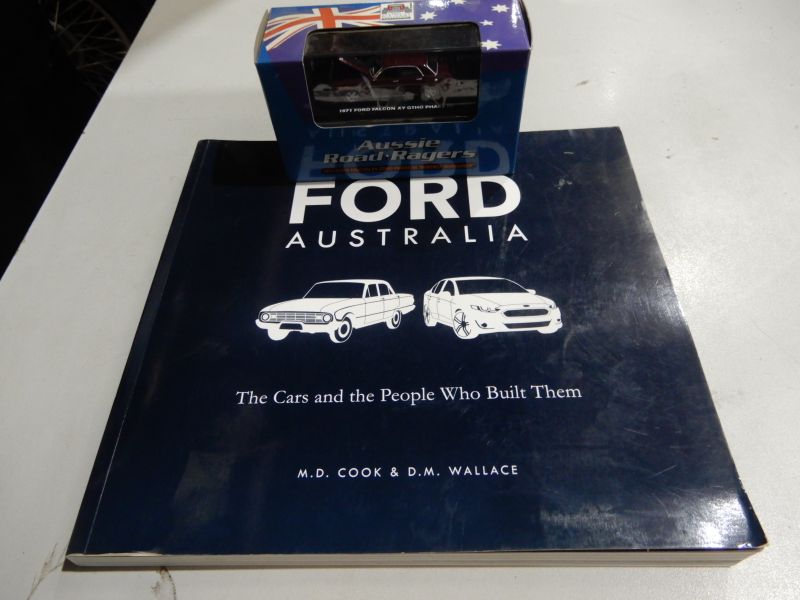 1971 FORD FALCON XY GTHO PHA
Aussie
Road·Ragers
FORD
AUSTRALIA
The Cars and the People Who Built Them
M.D. COOK & D.M. WALLACE